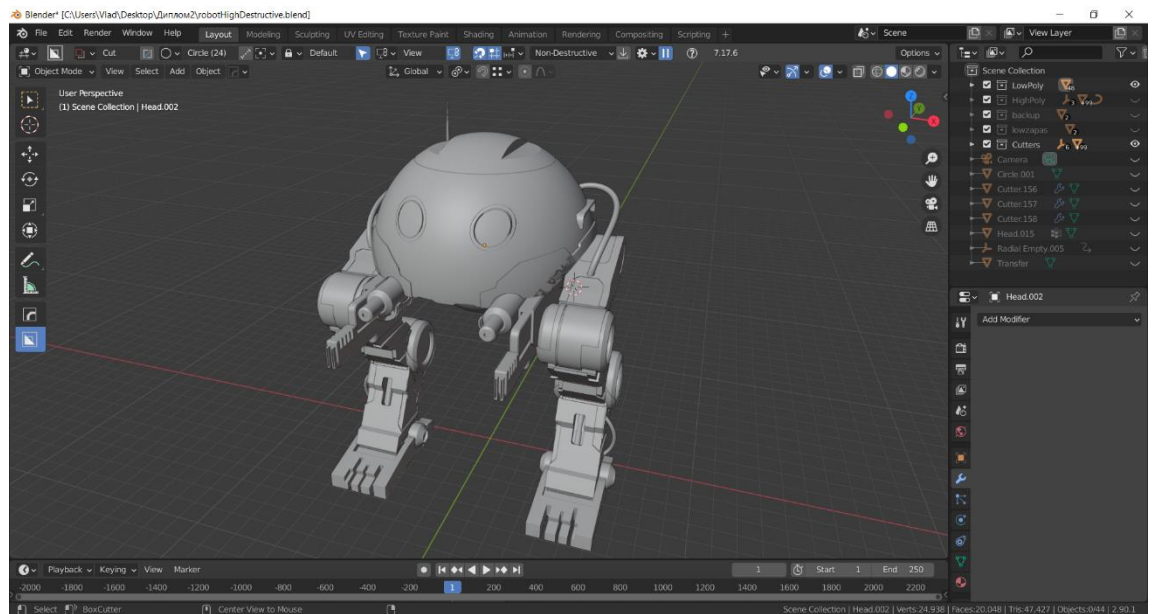 Blender* [C:\Users\Vlad\Desktop\Диплом2\robotHighDestructive.blend]
File Edit Render Window Help Layout Modeling Sculpting UV Editing Texture Paint Shading Animation Rendering Compositing Scripting + Scene View Layer
Cut Circle (24) Default View Non-Destructive 7.17.6 Options
Object Mode View Select Add Object Global
User Perspective
(1) Scene Collection | Head.002
Z
Y
X
Scene Collection
LowPoly
HighPoly 3 99
backup 2
lowzapas
Cutters 6 99
Camera
Circle.001
Cutter.156
Cutter.157
Cutter.158
Head.015
Radial Empty.005
Transfer
Head.002
Add Modifier
Playback Keying View Marker 1 Start 1 End 250
-2000 -1800 -1600 -1400 -1200 -1000 -800 -600 -400 -200 1 200 400 600 800 1000 1200 1400 1600 1800 2000 2200
Select BoxCutter Center View to Mouse Scene Collection | Head.002 | Verts:24,938 | Faces:20,048 | Tris:47,427 | Objects:0/44 | 2.90.1